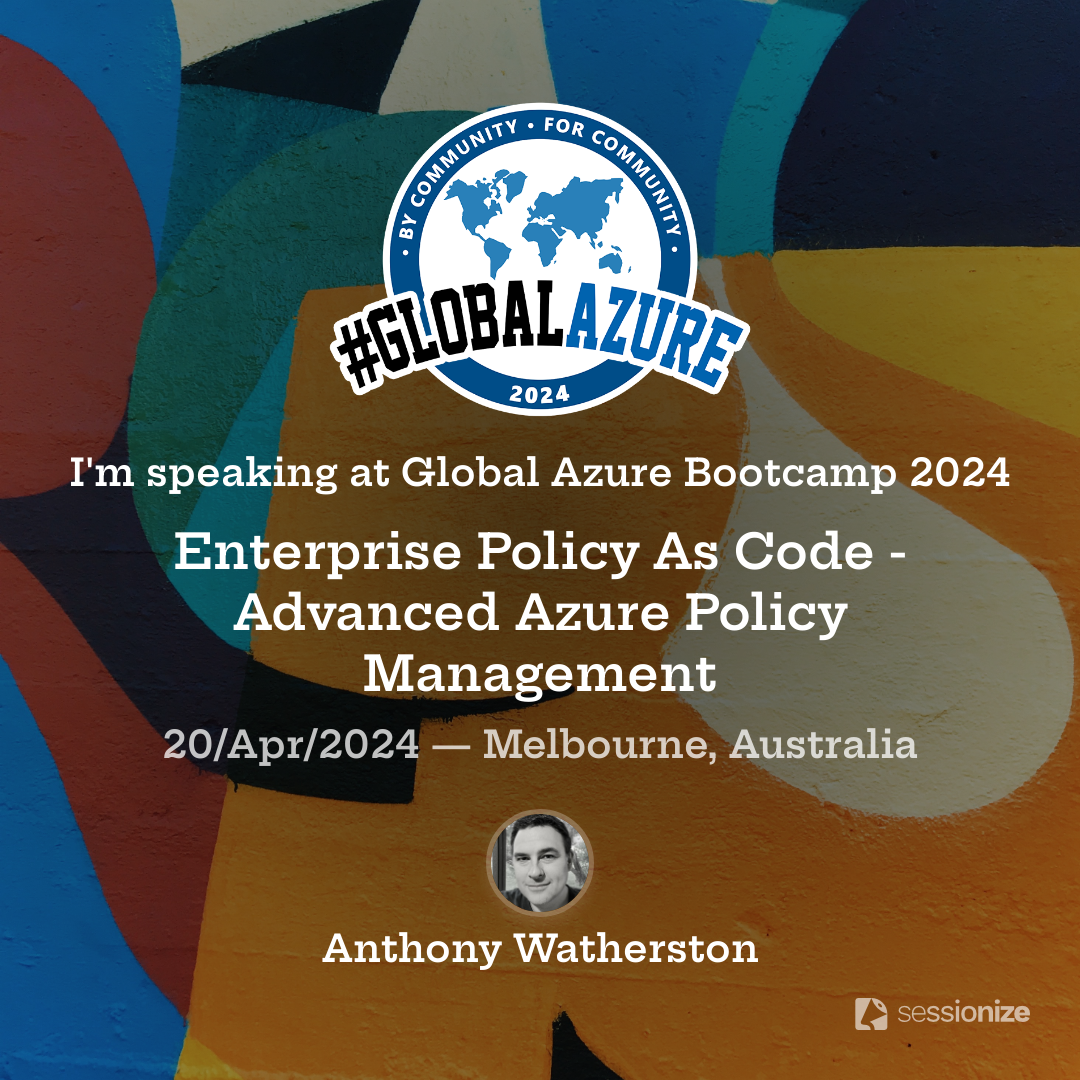 • BY COMMUNITY • FOR COMMUNITY •
#GLOBALAZURE
2024
I'm speaking at Global Azure Bootcamp 2024
Enterprise Policy As Code -
Advanced Azure Policy
Management
20/Apr/2024 — Melbourne, Australia
Anthony Watherston
sessionize